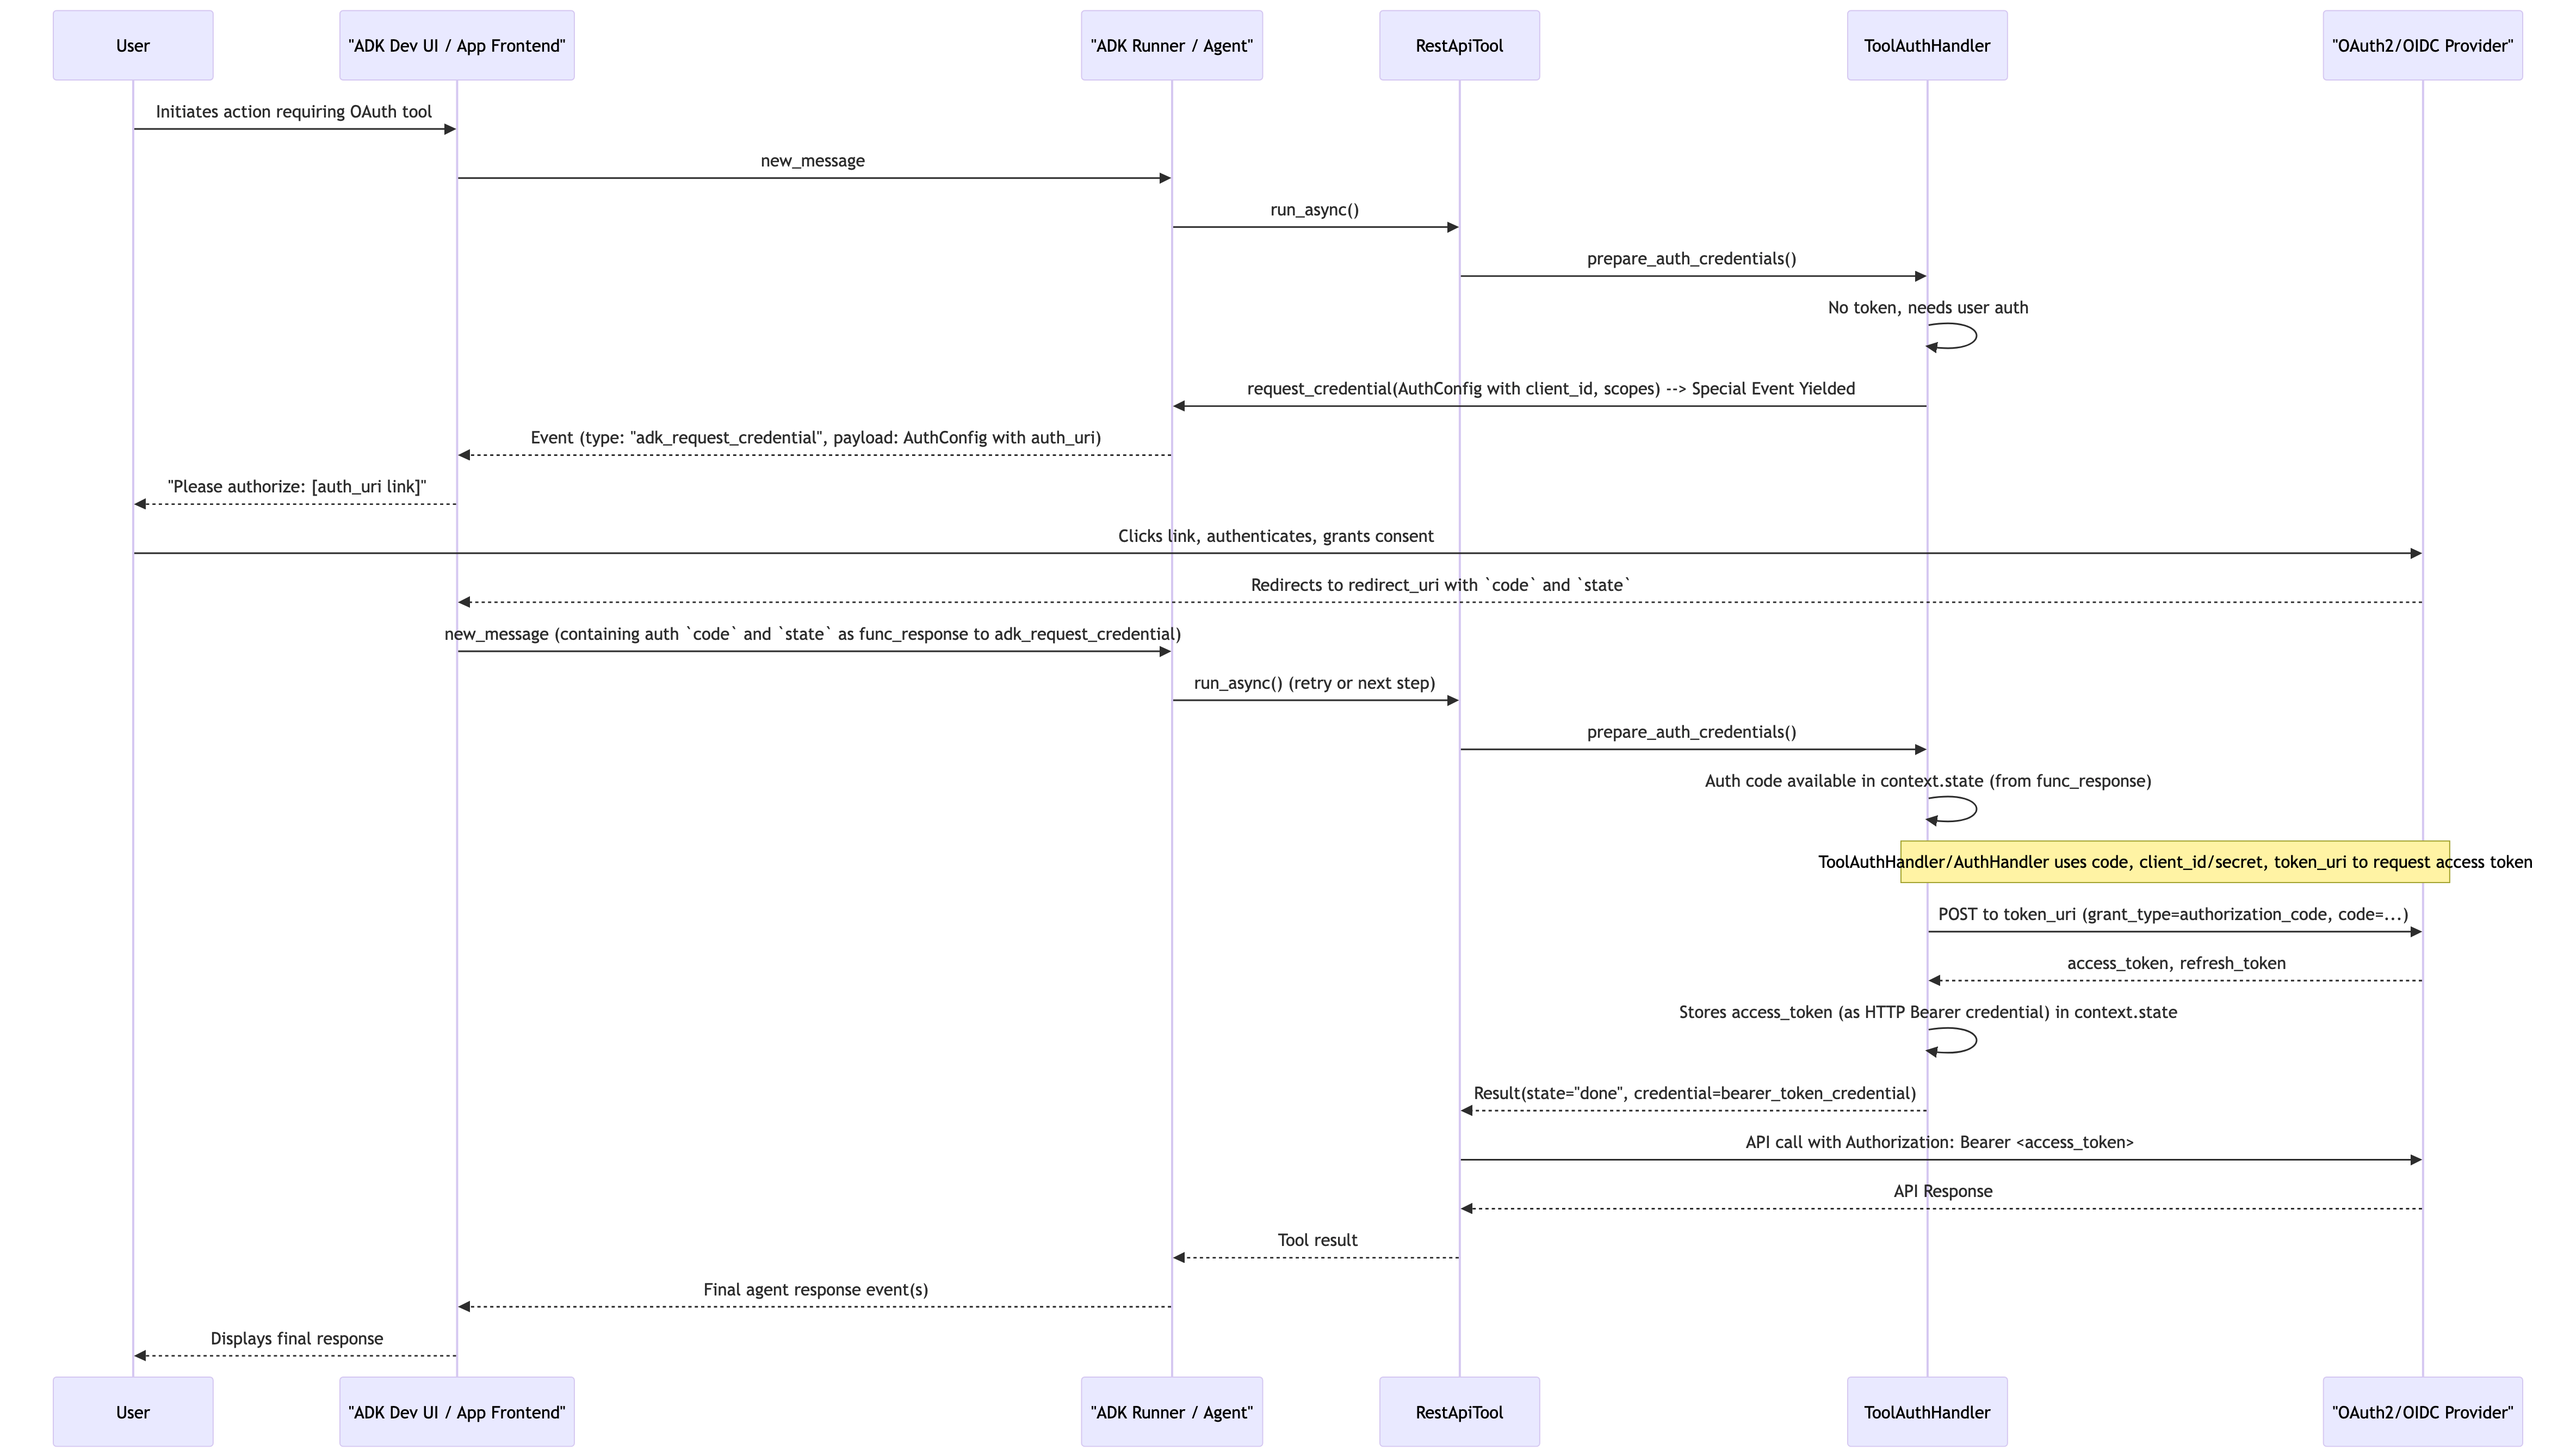 User
"ADK Dev UI / App Frontend"
"ADK Runner / Agent"
RestApiTool
ToolAuthHandler
"OAuth2/OIDC Provider"
Initiates action requiring OAuth tool
new_message
run_async()
prepare_auth_credentials()
No token, needs user auth
request_credential(AuthConfig with client_id, scopes) --> Special Event Yielded
Event (type: "adk_request_credential", payload: AuthConfig with auth_uri)
"Please authorize: [auth_uri link]"
Clicks link, authenticates, grants consent
Redirects to redirect_uri with `code` and `state`
new_message (containing auth `code` and `state` as func_response to adk_request_credential)
run_async() (retry or next step)
prepare_auth_credentials()
Auth code available in context.state (from func_response)
ToolAuthHandler/AuthHandler uses code, client_id/secret, token_uri to request access token
POST to token_uri (grant_type=authorization_code, code=...)
access_token, refresh_token
Stores access_token (as HTTP Bearer credential) in context.state
Result(state="done", credential=bearer_token_credential)
API call with Authorization: Bearer <access_token>
API Response
Tool result
Final agent response event(s)
Displays final response
User
"ADK Dev UI / App Frontend"
"ADK Runner / Agent"
RestApiTool
ToolAuthHandler
"OAuth2/OIDC Provider"